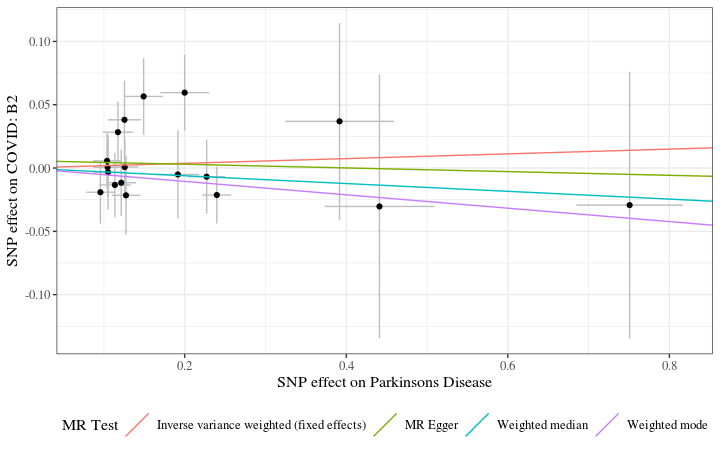 0.10
0.05
0.00
-0.05
-0.10
SNP effect on COVID: B2
0.2 0.4 0.6 0.8
SNP effect on Parkinsons Disease
MR Test Inverse variance weighted (fixed effects) MR Egger Weighted median Weighted mode